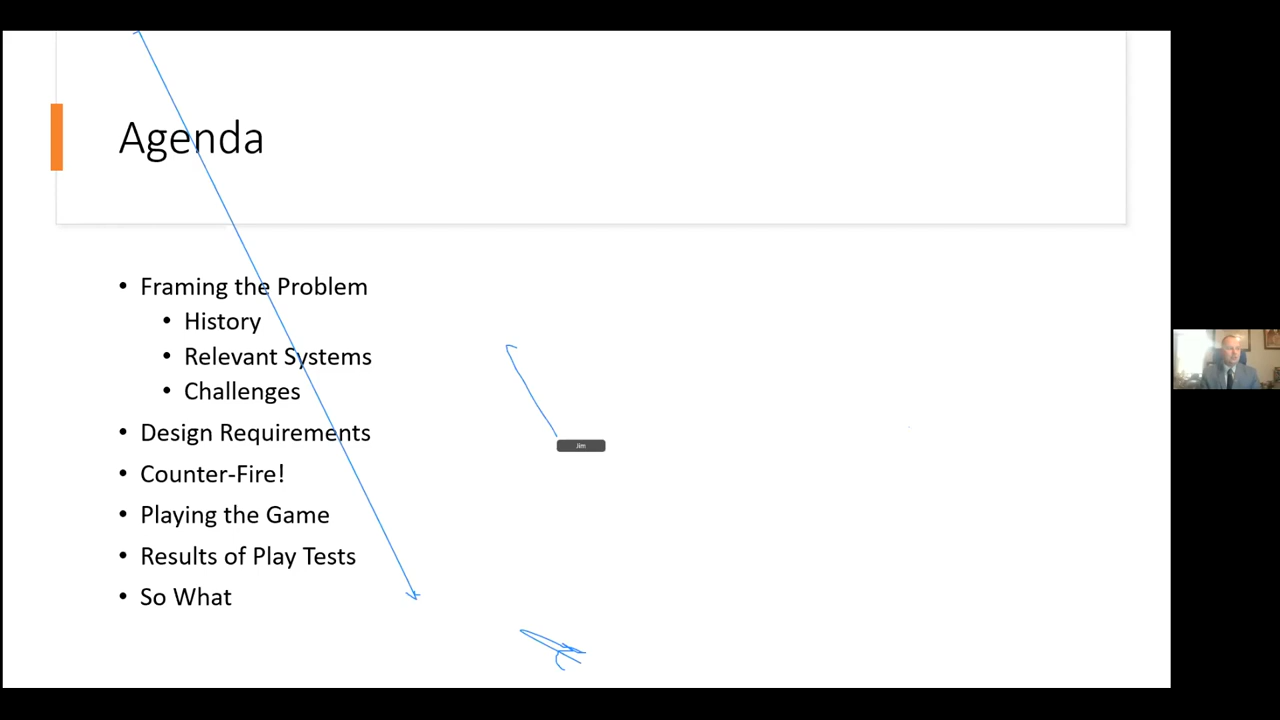 Agenda
• Framing the Problem
• History
• Relevant Systems
• Challenges
• Design Requirements
• Counter-Fire!
• Playing the Game
• Results of Play Tests
• So What
Jim